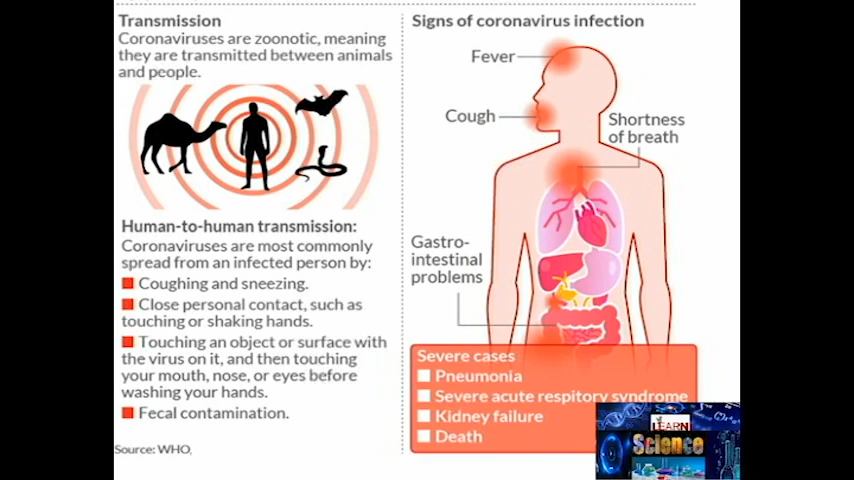 Transmission
Coronaviruses are zoonotic, meaning
they are transmitted between animals
and people.
Human-to-human transmission:
Coronaviruses are most commonly
spread from an infected person by:
Coughing and sneezing.
Close personal contact, such as
touching or shaking hands.
Touching an object or surface with
the virus on it, and then touching
your mouth, nose, or eyes before
washing your hands.
Fecal contamination.
Source: WHO,
Signs of coronavirus infection
Fever
Cough
Shortness
of breath
Gastro-
intestinal
problems
Severe cases
Pneumonia
Severe acute respitory syndrome
Kidney failure
Death
LEARN
Science